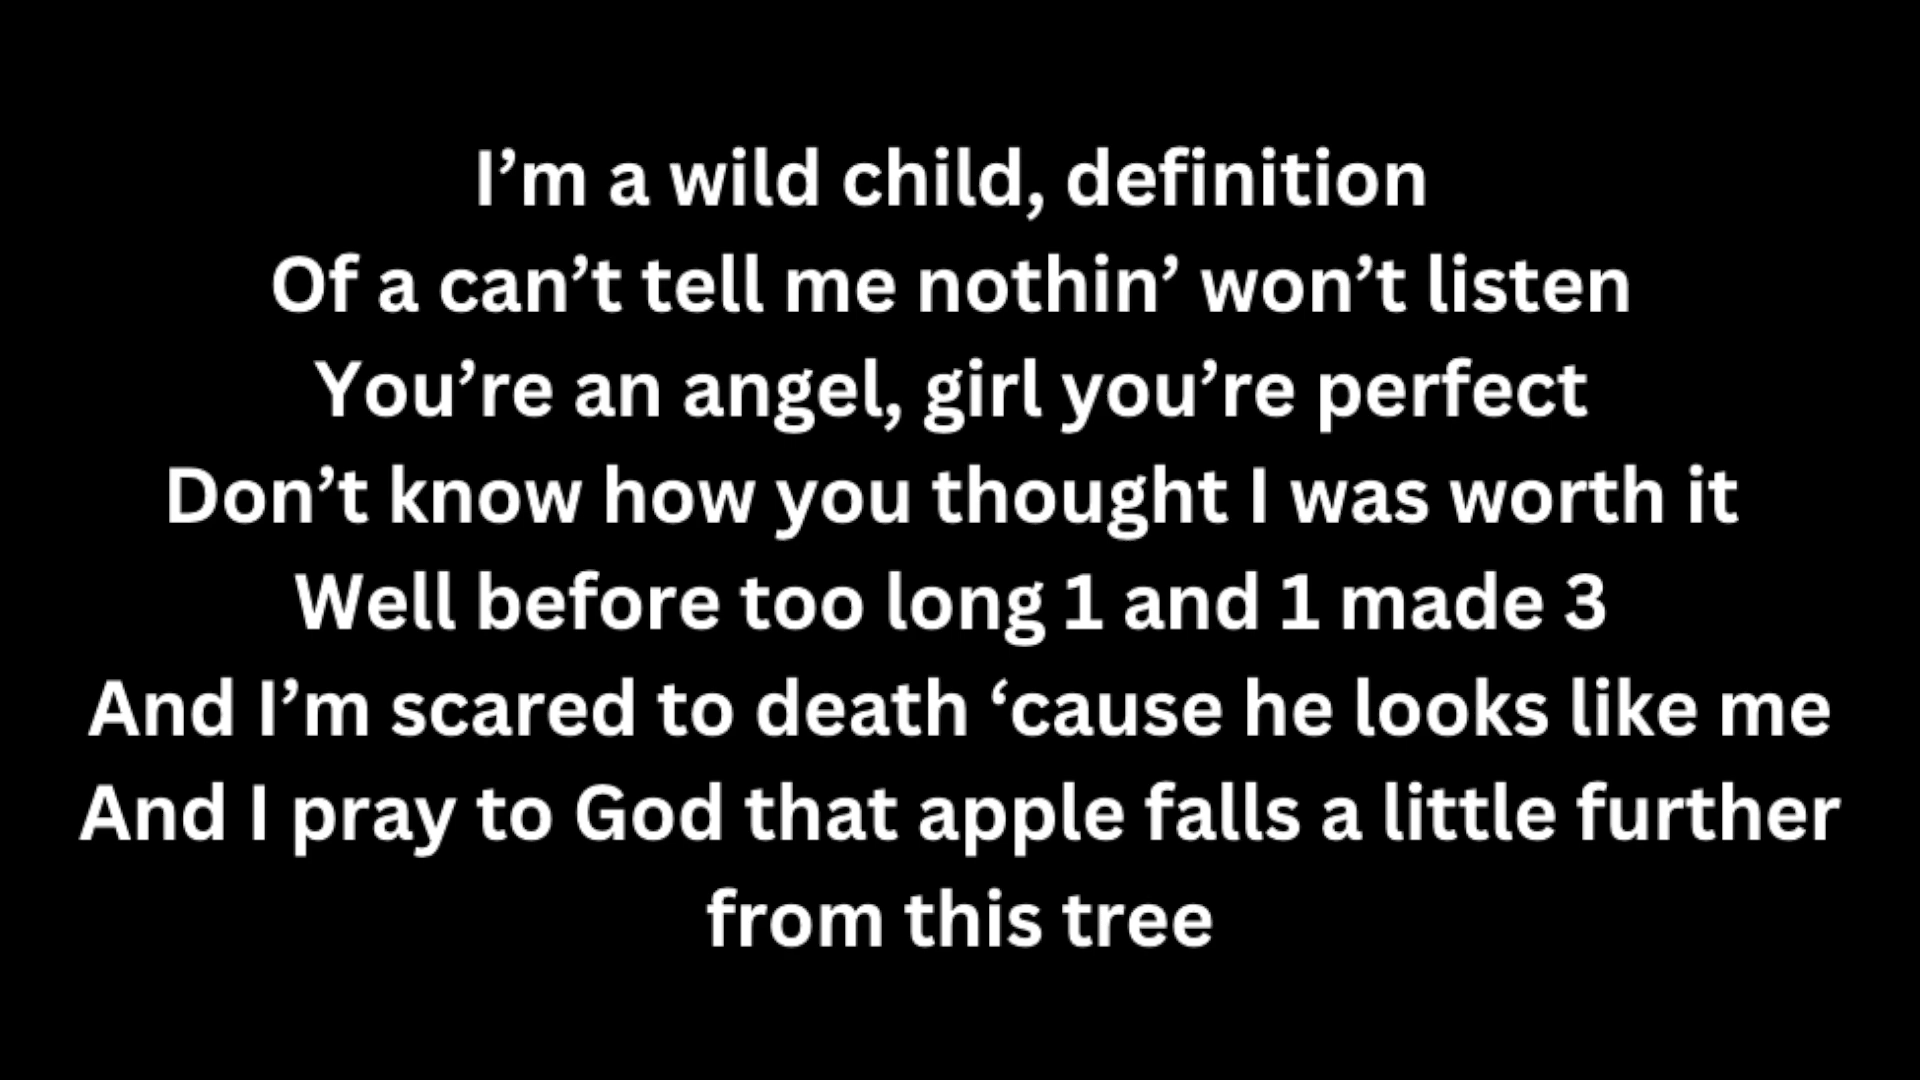 I’m a wild child, definition
Of a can’t tell me nothin’ won’t listen
You’re an angel, girl you’re perfect
Don’t know how you thought I was worth it
Well before too long 1 and 1 made 3
And I’m scared to death ‘cause he looks like me
And I pray to God that apple falls a little further
from this tree